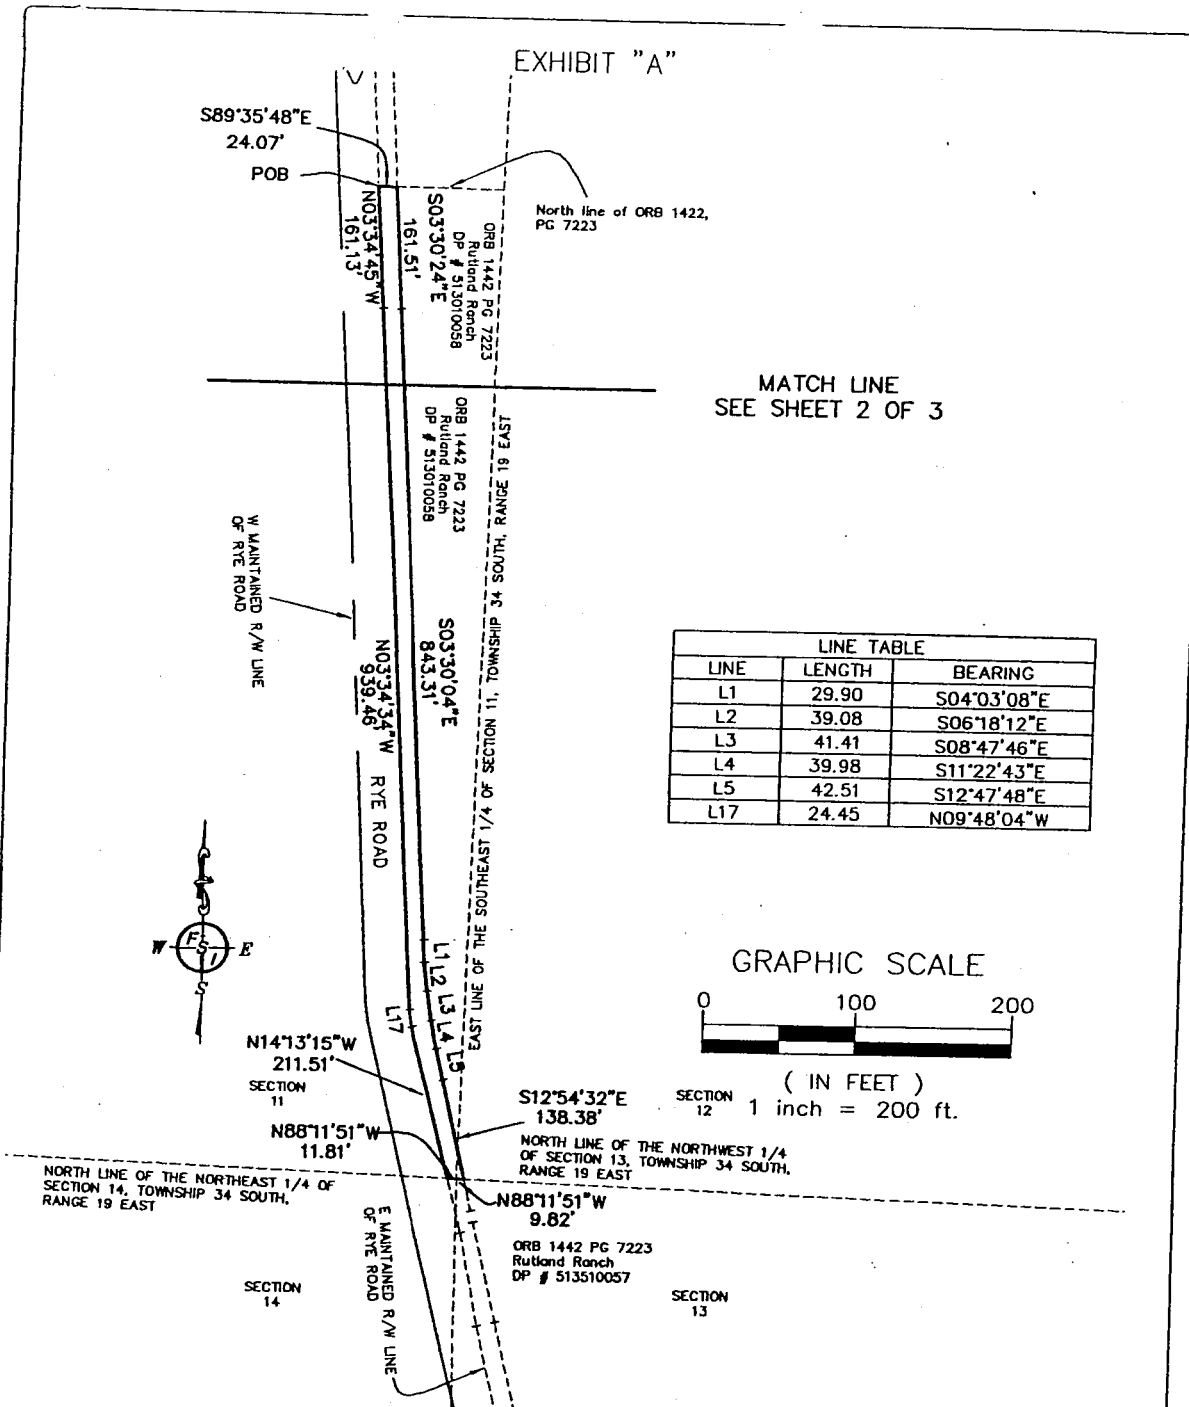 EXHIBIT "A"
S89°35'48"E
24.07'
POB
North line of ORB 1422,
PG 7223
N03°34'45"W
161.13'
S03°30'24"E
161.51'
ORB 1442 PG 7223
Rutland Ranch
DP # 513010058
MATCH LINE
SEE SHEET 2 OF 3
ORB 1442 PG 7223
Rutland Ranch
DP # 513010058
EAST LINE OF THE SOUTHEAST 1/4 OF SECTION 11, TOWNSHIP 34 SOUTH, RANGE 19 EAST
W MAINTAINED R/W LINE
OF RYE ROAD
N03°34'34"W
939.46'
S03°30'04"E
843.31'
RYE ROAD
LINE TABLE
LINE LENGTH BEARING
L1 29.90 S04°03'08"E
L2 39.08 S06°18'12"E
L3 41.41 S08°47'46"E
L4 39.98 S11°22'43"E
L5 42.51 S12°47'48"E
L17 24.45 N09°48'04"W
W E
F S I
S
L1
L2
L3
L4
L5
L17
GRAPHIC SCALE
0 100 200
( IN FEET )
1 inch = 200 ft.
N14°13'15"W
211.51'
SECTION
11
S12°54'32"E
138.38'
SECTION
12
N88°11'51"W
11.81'
NORTH LINE OF THE NORTHWEST 1/4
OF SECTION 13, TOWNSHIP 34 SOUTH,
RANGE 19 EAST
NORTH LINE OF THE NORTHEAST 1/4 OF
SECTION 14, TOWNSHIP 34 SOUTH,
RANGE 19 EAST
N88°11'51"W
9.82'
ORB 1442 PG 7223
Rutland Ranch
DP # 513510057
E MAINTAINED R/W LINE
OF RYE ROAD
SECTION
14
SECTION
13